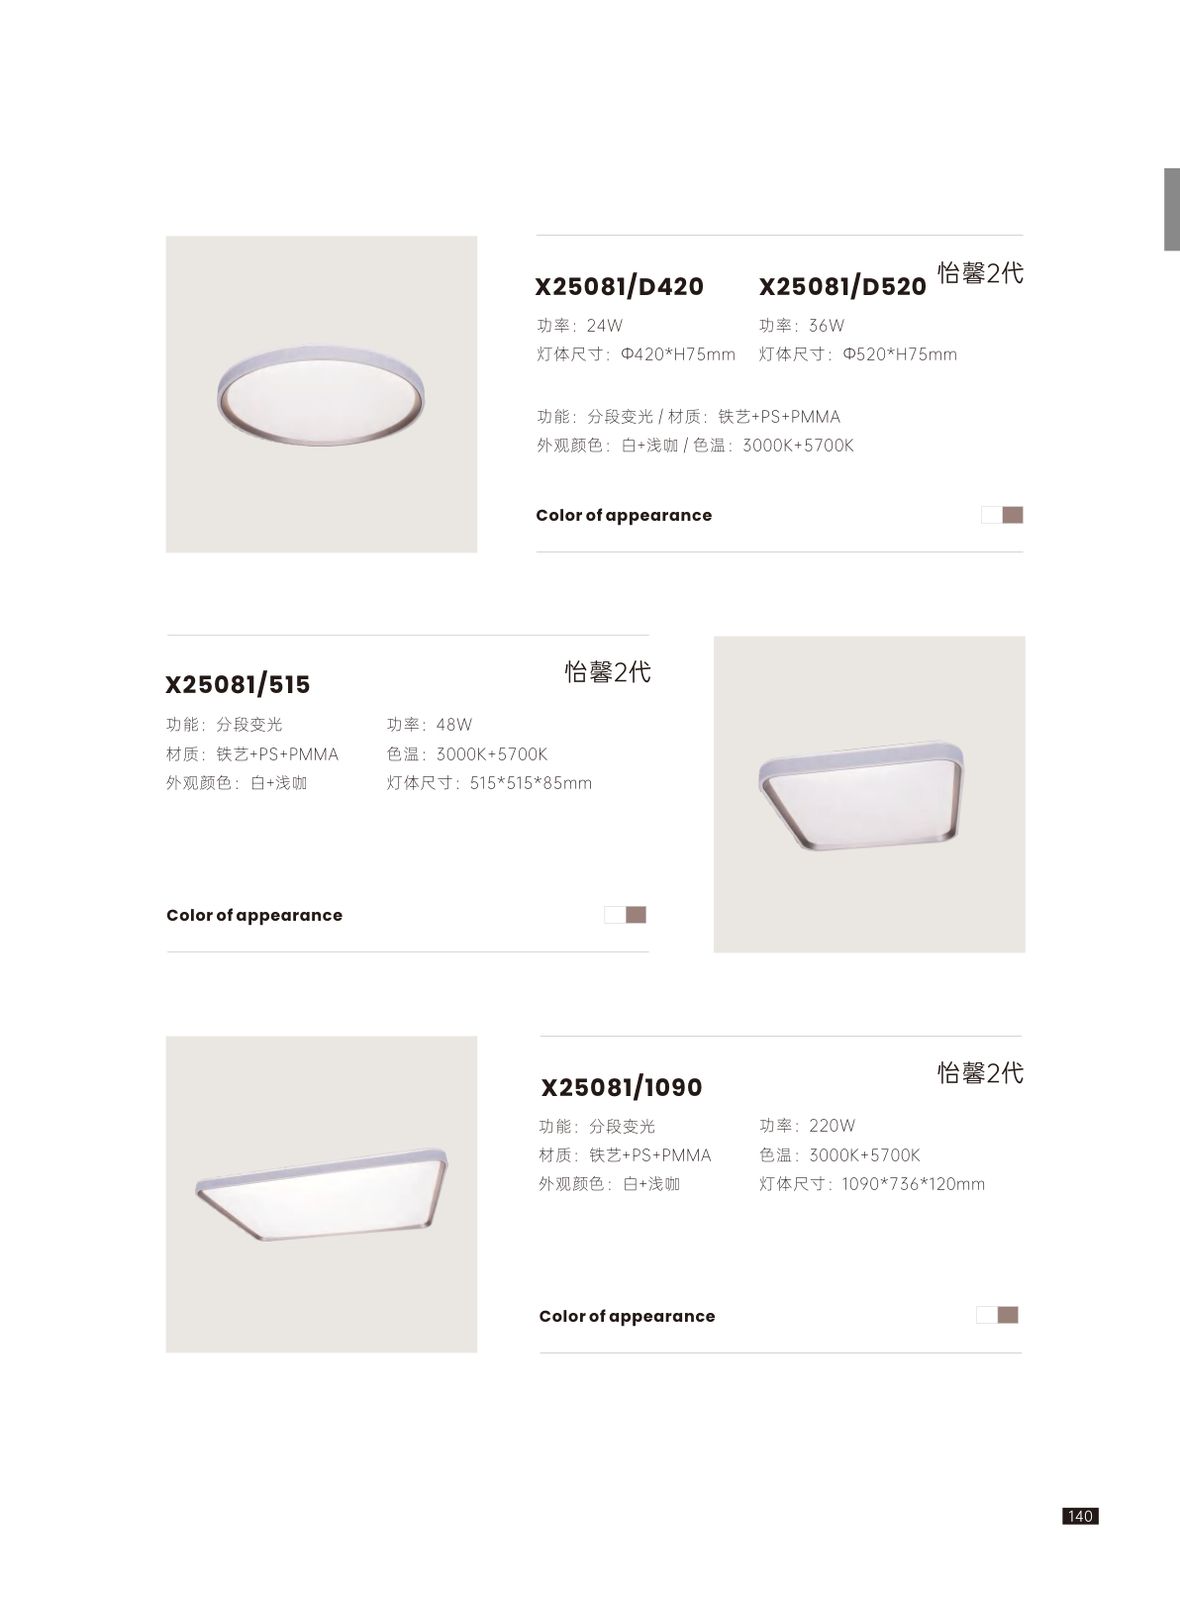 X25081/D420 X25081/D520 怡馨2代
功率：24W 功率：36W
灯体尺寸：Φ420*H75mm 灯体尺寸：Φ520*H75mm
功能：分段变光 / 材质：铁艺+PS+PMMA
外观颜色：白+浅咖 / 色温：3000K+5700K
Color of appearance
X25081/515 怡馨2代
功能：分段变光 功率：48W
材质：铁艺+PS+PMMA 色温：3000K+5700K
外观颜色：白+浅咖 灯体尺寸：515*515*85mm
Color of appearance
X25081/1090 怡馨2代
功能：分段变光 功率：220W
材质：铁艺+PS+PMMA 色温：3000K+5700K
外观颜色：白+浅咖 灯体尺寸：1090*736*120mm
Color of appearance
140